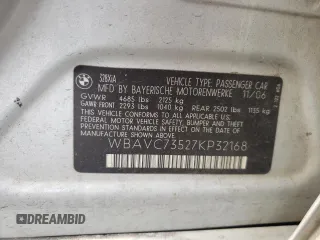 328XiA
VEHICLE TYPE: PASSENGER CAR
MFD BY BAYERISCHE MOTORENWERKE 11/06
GVWR 4685 lbs 2125 kg
GAWR FRONT 2293 lbs 1040 kg REAR 2502 lbs 1135 kg
THIS VEHICLE CONFORMS TO ALL APPLICABLE
U.S. FEDERAL MOTOR VEHICLE SAFETY, BUMPER
AND THEFT PREVENTION STANDARDS
IN EFFECT ON THE DATE OF MANUFACTURE
SHOWN ABOVE.
WBAVC73527KP32168
DREAMBID